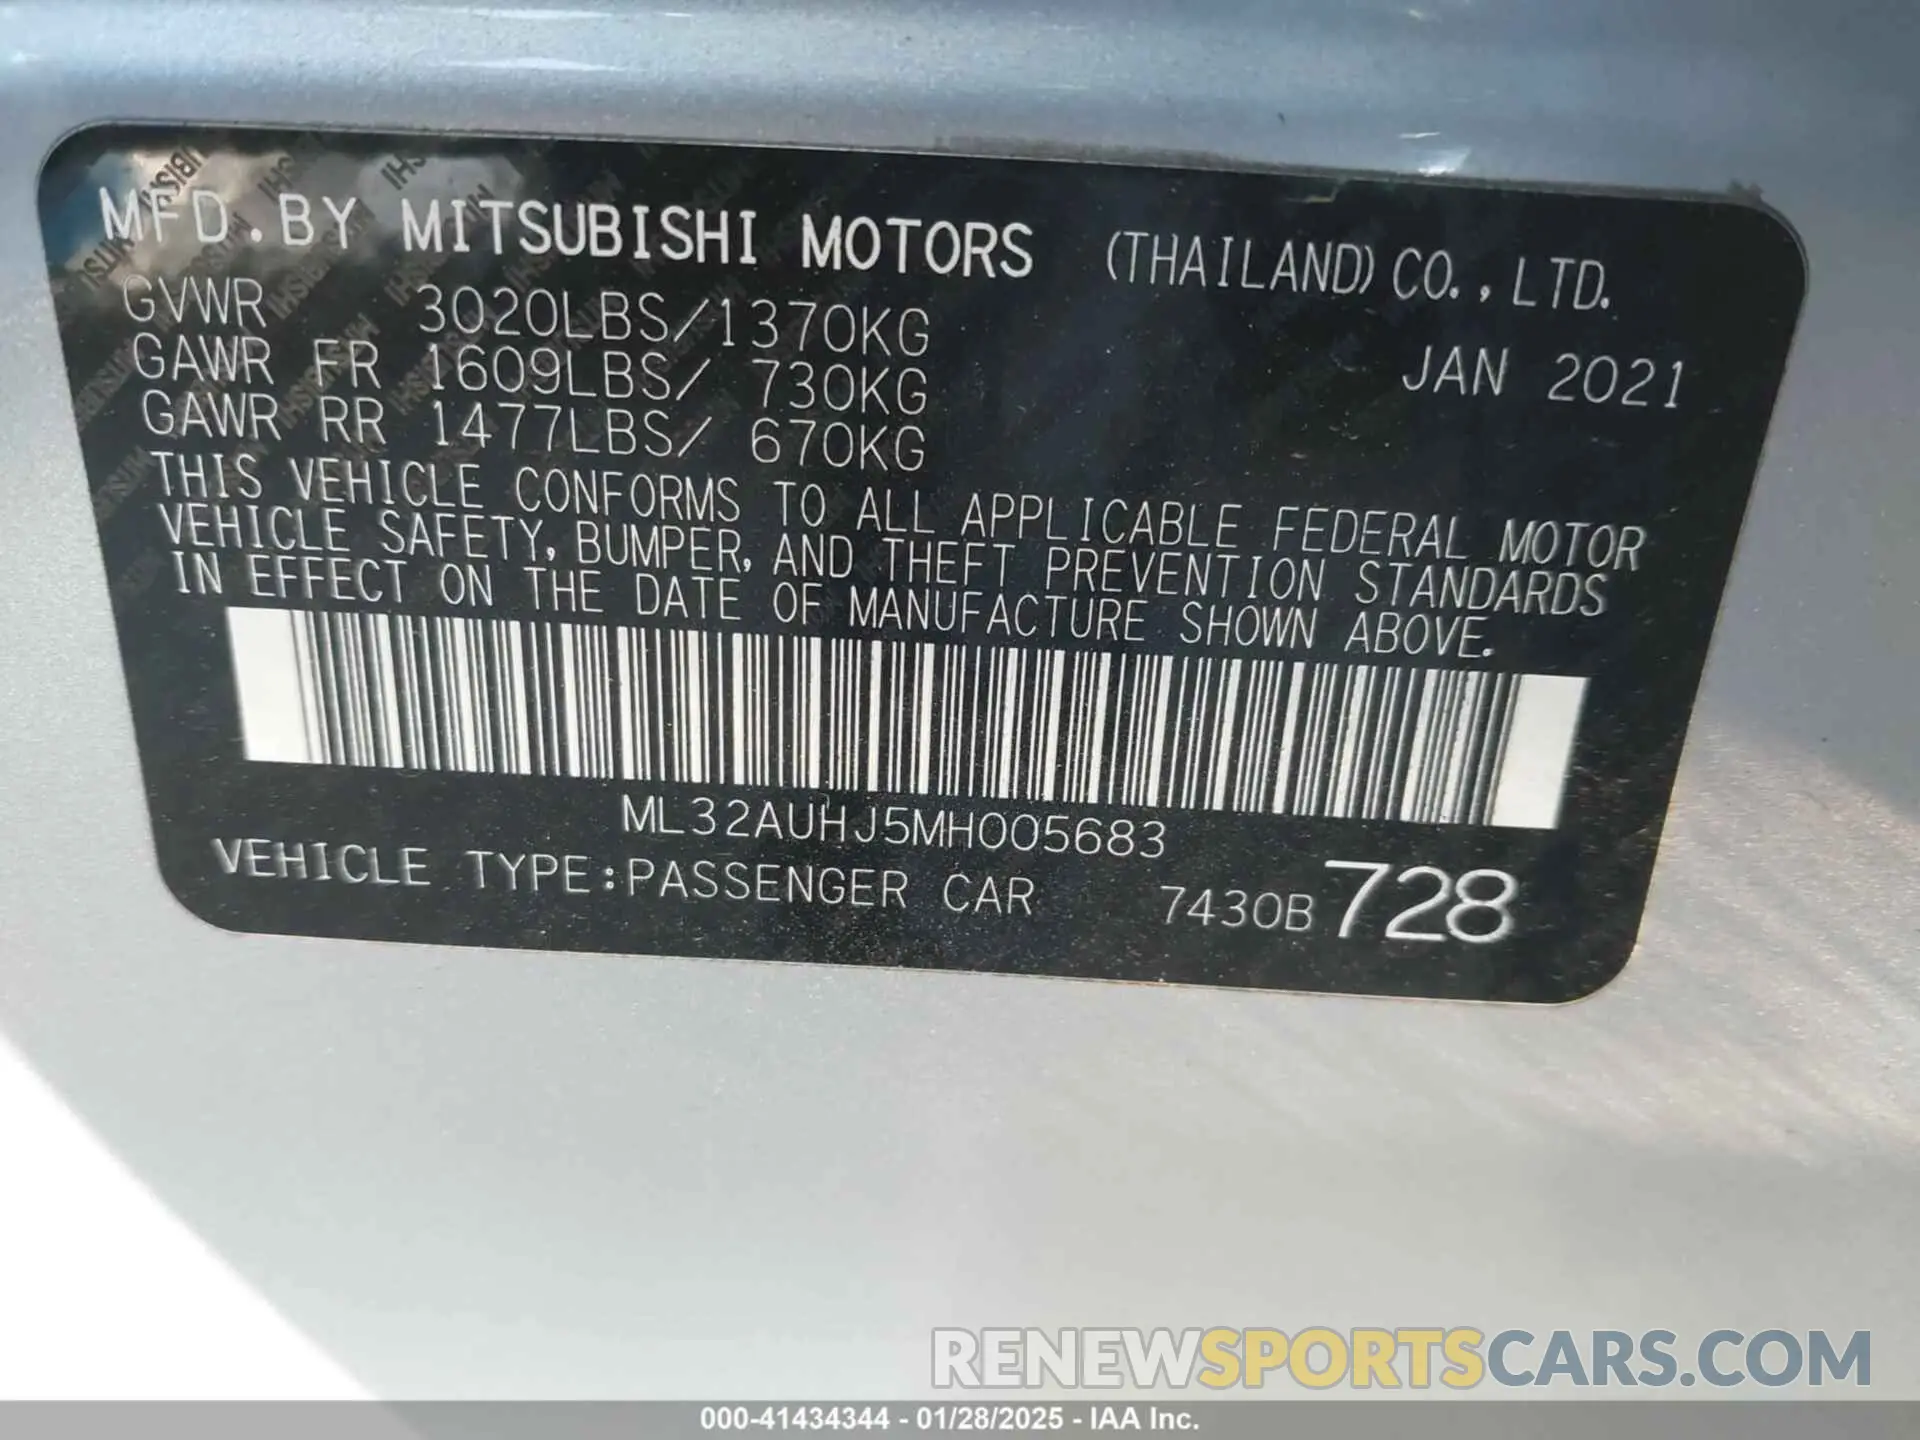 MFD.BY MITSUBISHI MOTORS (THAILAND) CO., LTD.
GVWR 3020LBS/1370KG
GAWR FR 1609LBS/ 730KG JAN 2021
GAWR RR 1477LBS/ 670KG
THIS VEHICLE CONFORMS TO ALL APPLICABLE FEDERAL MOTOR
VEHICLE SAFETY, BUMPER, AND THEFT PREVENTION STANDARDS
IN EFFECT ON THE DATE OF MANUFACTURE SHOWN ABOVE.
ML32AUHJ5MH005683
VEHICLE TYPE:PASSENGER CAR 7430B728
RENEWSPORTSCARS.COM
000-41434344 - 01/28/2025 - IAA Inc.